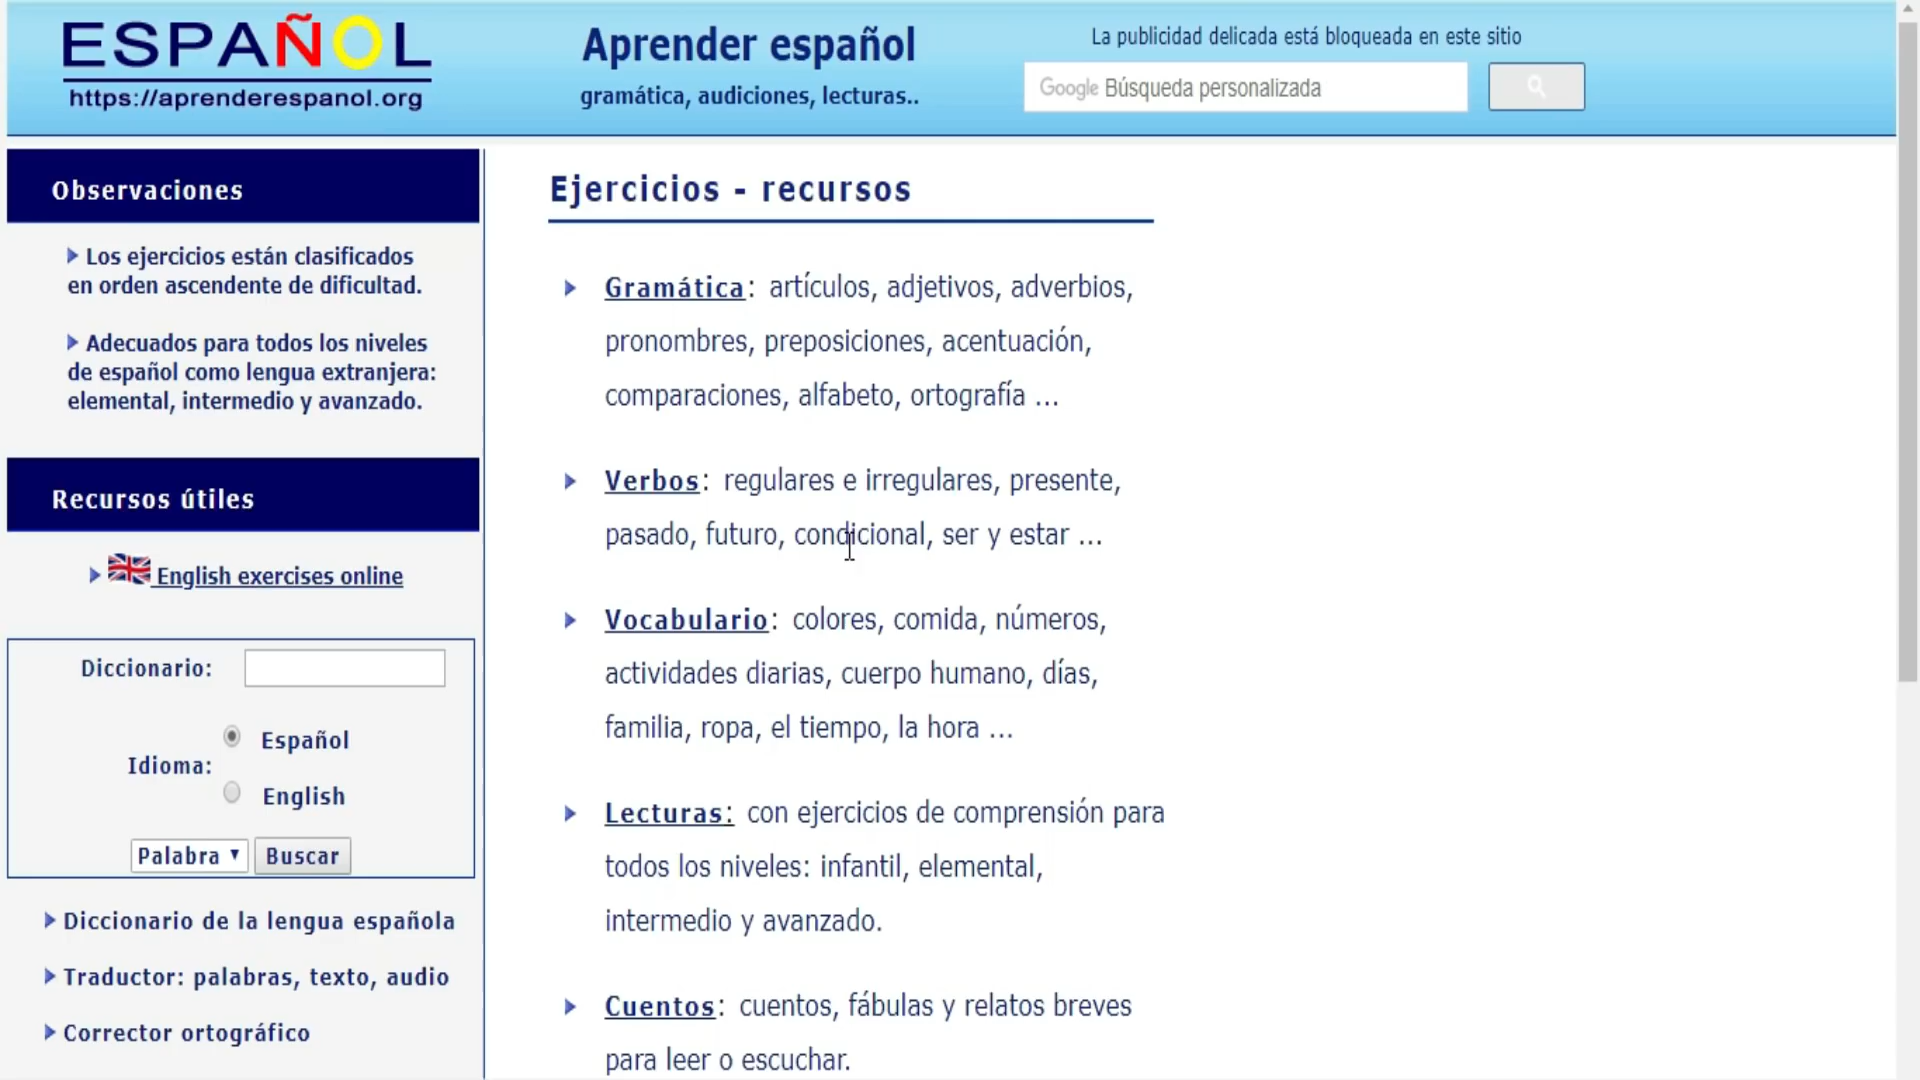 ESPAÑOL
https://aprenderespanol.org
Aprender español
gramática, audiciones, lecturas..
La publicidad delicada está bloqueada en este sitio
Google Búsqueda personalizada
Observaciones
Los ejercicios están clasificados
en orden ascendente de dificultad.
Adecuados para todos los niveles
de español como lengua extranjera:
elemental, intermedio y avanzado.
Recursos útiles
English exercises online
Diccionario:
Idioma:
Español
English
Palabra
Buscar
Diccionario de la lengua española
Traductor: palabras, texto, audio
Corrector ortográfico
Ejercicios - recursos
Gramática: artículos, adjetivos, adverbios,
pronombres, preposiciones, acentuación,
comparaciones, alfabeto, ortografía ...
Verbos: regulares e irregulares, presente,
pasado, futuro, condicional, ser y estar ...
Vocabulario: colores, comida, números,
actividades diarias, cuerpo humano, días,
familia, ropa, el tiempo, la hora ...
Lecturas: con ejercicios de comprensión para
todos los niveles: infantil, elemental,
intermedio y avanzado.
Cuentos: cuentos, fábulas y relatos breves
para leer o escuchar.